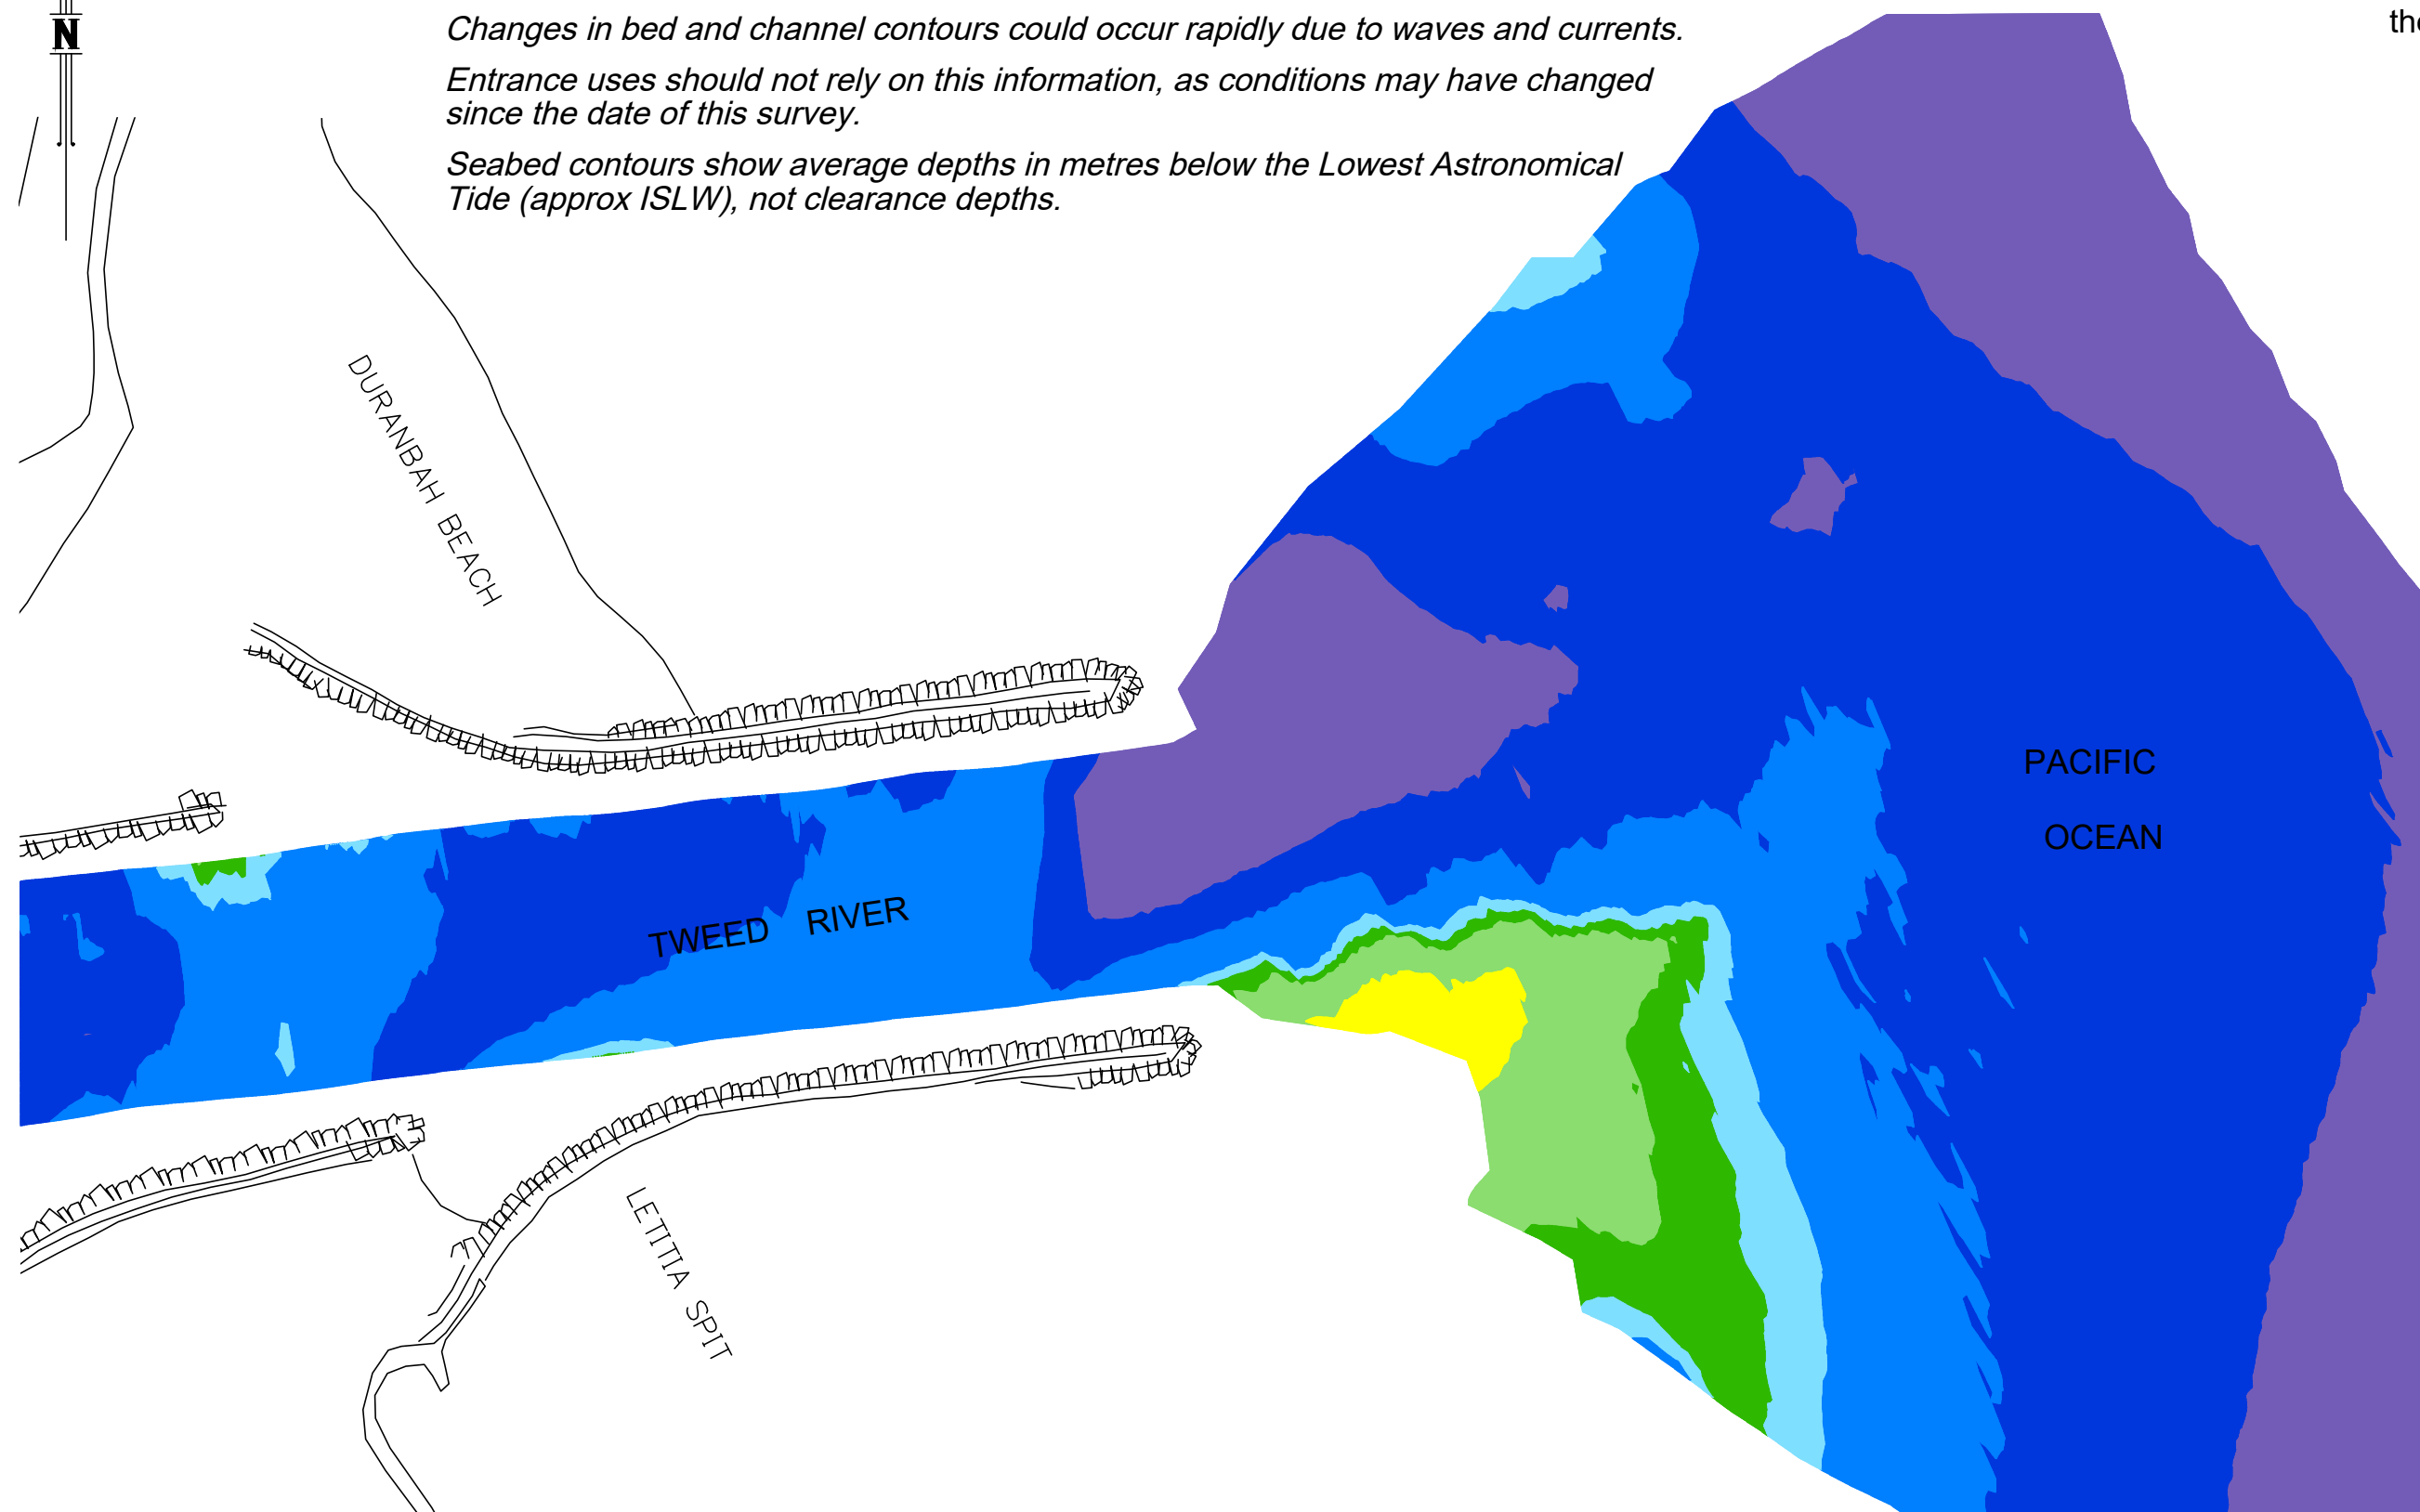 N
Changes in bed and channel contours could occur rapidly due to waves and currents.
Entrance uses should not rely on this information, as conditions may have changed
since the date of this survey.
Seabed contours show average depths in metres below the Lowest Astronomical
Tide (approx ISLW), not clearance depths.
DURANBAH BEACH
PACIFIC
OCEAN
TWEED RIVER
LETITIA SPIT